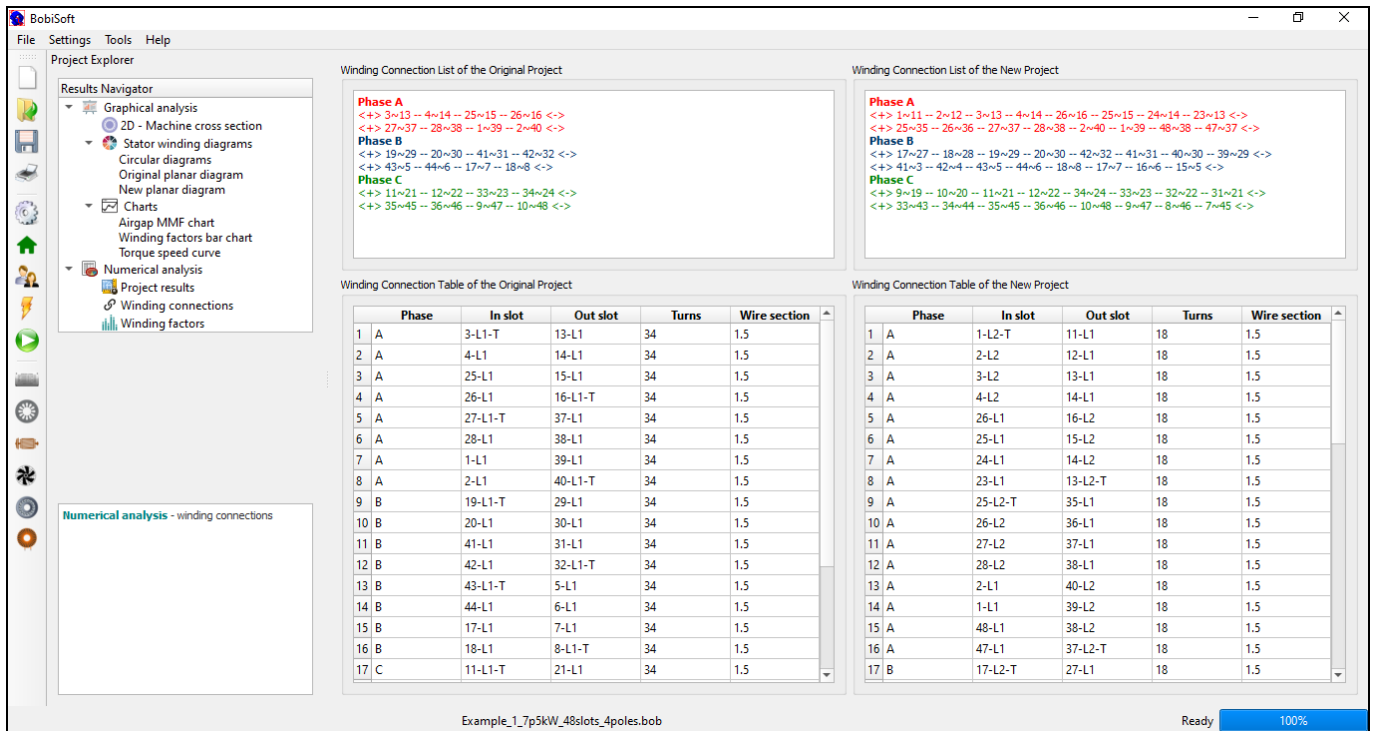 BobiSoft
File Settings Tools Help
Project Explorer
Results Navigator
Graphical analysis
2D - Machine cross section
Stator winding diagrams
Circular diagrams
Original planar diagram
New planar diagram
Charts
Airgap MMF chart
Winding factors bar chart
Torque speed curve
Numerical analysis
Project results
Winding connections
Winding factors
Numerical analysis - winding connections
Winding Connection List of the Original Project
Phase A
<+> 3~13 -- 4~14 -- 25~15 -- 26~16 <->
<+> 27~37 -- 28~38 -- 1~39 -- 2~40 <->
Phase B
<+> 19~29 -- 20~30 -- 41~31 -- 42~32 <->
<+> 43~5 -- 44~6 -- 17~7 -- 18~8 <->
Phase C
<+> 11~21 -- 12~22 -- 33~23 -- 34~24 <->
<+> 35~45 -- 36~46 -- 9~47 -- 10~48 <->
Winding Connection List of the New Project
Phase A
<+> 1~11 -- 2~12 -- 3~13 -- 4~14 -- 26~16 -- 25~15 -- 24~14 -- 23~13 <->
<+> 25~35 -- 26~36 -- 27~37 -- 28~38 -- 2~40 -- 1~39 -- 48~38 -- 47~37 <->
Phase B
<+> 17~27 -- 18~28 -- 19~29 -- 20~30 -- 42~32 -- 41~31 -- 40~30 -- 39~29 <->
<+> 41~3 -- 42~4 -- 43~5 -- 44~6 -- 18~8 -- 17~7 -- 16~6 -- 15~5 <->
Phase C
<+> 9~19 -- 10~20 -- 11~21 -- 12~22 -- 34~24 -- 33~23 -- 32~22 -- 31~21 <->
<+> 33~43 -- 34~44 -- 35~45 -- 36~46 -- 10~48 -- 9~47 -- 8~46 -- 7~45 <->
Winding Connection Table of the Original Project
Phase In slot Out slot Turns Wire section
1 A 3-L1-T 13-L1 34 1.5
2 A 4-L1 14-L1 34 1.5
3 A 25-L1 15-L1 34 1.5
4 A 26-L1 16-L1-T 34 1.5
5 A 27-L1-T 37-L1 34 1.5
6 A 28-L1 38-L1 34 1.5
7 A 1-L1 39-L1 34 1.5
8 A 2-L1 40-L1-T 34 1.5
9 B 19-L1-T 29-L1 34 1.5
10 B 20-L1 30-L1 34 1.5
11 B 41-L1 31-L1 34 1.5
12 B 42-L1 32-L1-T 34 1.5
13 B 43-L1-T 5-L1 34 1.5
14 B 44-L1 6-L1 34 1.5
15 B 17-L1 7-L1 34 1.5
16 B 18-L1 8-L1-T 34 1.5
17 C 11-L1-T 21-L1 34 1.5
Winding Connection Table of the New Project
Phase In slot Out slot Turns Wire section
1 A 1-L2-T 11-L1 18 1.5
2 A 2-L2 12-L1 18 1.5
3 A 3-L2 13-L1 18 1.5
4 A 4-L2 14-L1 18 1.5
5 A 26-L1 16-L2 18 1.5
6 A 25-L1 15-L2 18 1.5
7 A 24-L1 14-L2 18 1.5
8 A 23-L1 13-L2-T 18 1.5
9 A 25-L2-T 35-L1 18 1.5
10 A 26-L2 36-L1 18 1.5
11 A 27-L2 37-L1 18 1.5
12 A 28-L2 38-L1 18 1.5
13 A 2-L1 40-L2 18 1.5
14 A 1-L1 39-L2 18 1.5
15 A 48-L1 38-L2 18 1.5
16 A 47-L1 37-L2-T 18 1.5
17 B 17-L2-T 27-L1 18 1.5
Example_1_7p5kW_48slots_4poles.bob
Ready 100%